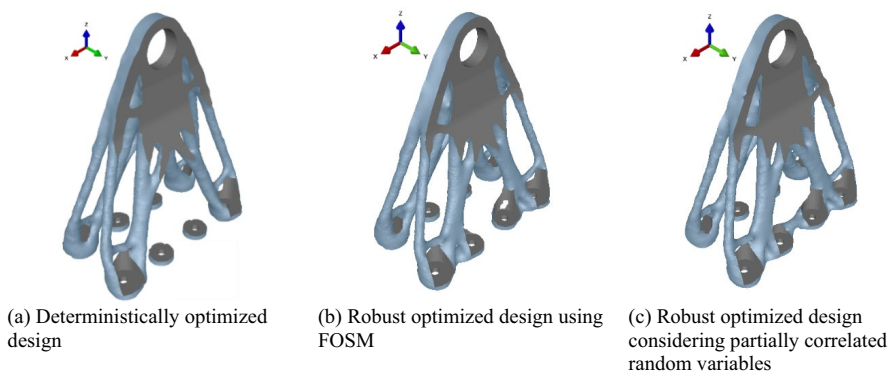 Z
X
Y
Z
X
Y
Z
X
Y
(a) Deterministically optimized
design
(b) Robust optimized design using
FOSM
(c) Robust optimized design
considering partially correlated
random variables